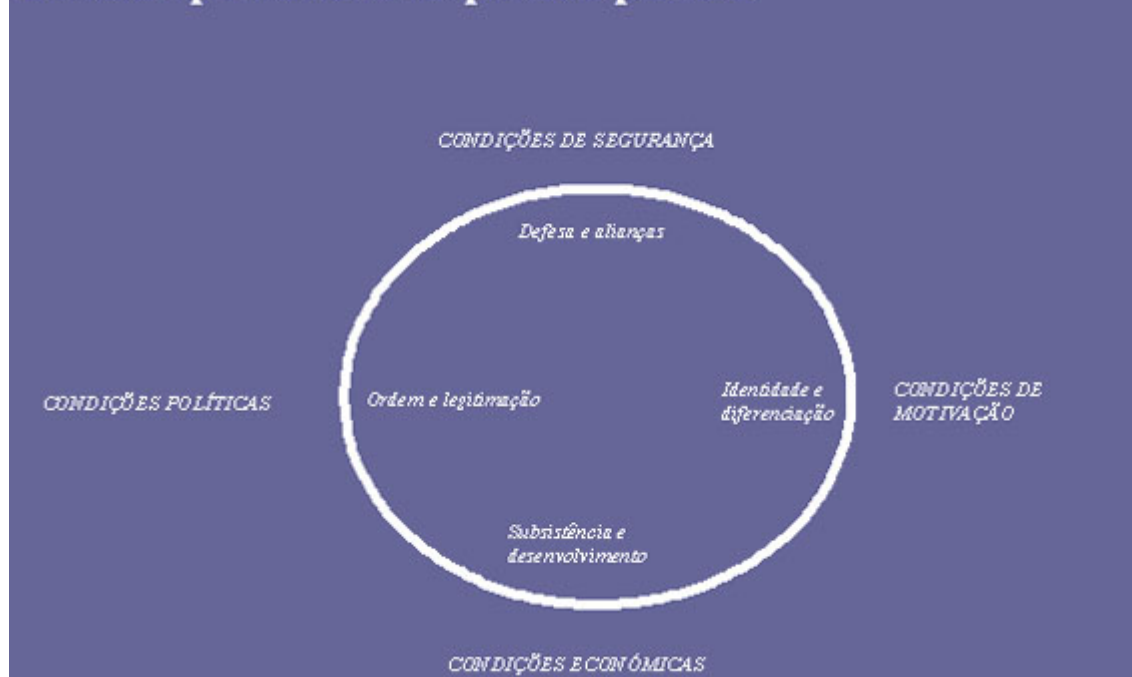 CONDIÇÕES DE SEGURANÇA
Defesa e alianças
CONDIÇÕES POLÍTICAS
Ordem e legitimação
Identidade e
diferenciação
CONDIÇÕES DE
MOTIVAÇÃO
Subsistência e
desenvolvimento
CONDIÇÕES ECONÓMICAS